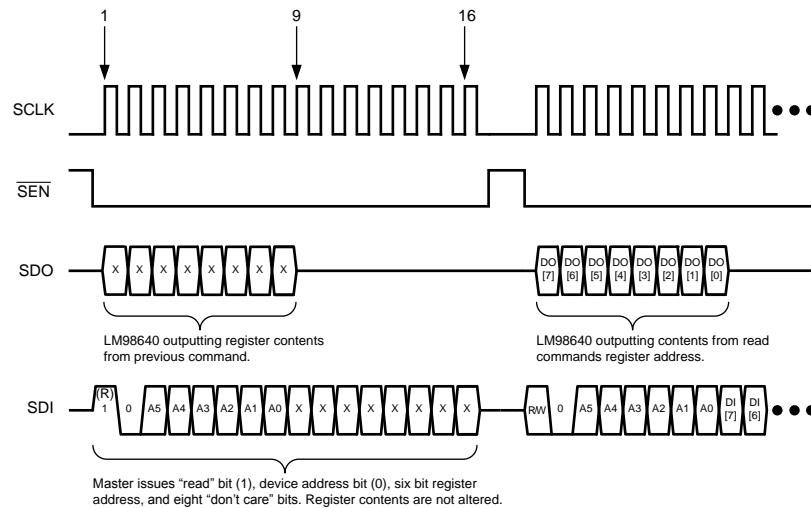 1 9 16
SCLK
SEN
SDO X X X X X X X X DO [7] DO [6] DO [5] DO [4] DO [3] DO [2] DO [1] DO [0]
LM98640 outputting register contents
from previous command.
LM98640 outputting contents from read
commands register address.
SDI (R) 1 0 A5 A4 A3 A2 A1 A0 X X X X X X X X RW 0 A5 A4 A3 A2 A1 A0 DI [7] DI [6]
Master issues “read” bit (1), device address bit (0), six bit register
address, and eight “don’t care” bits. Register contents are not altered.